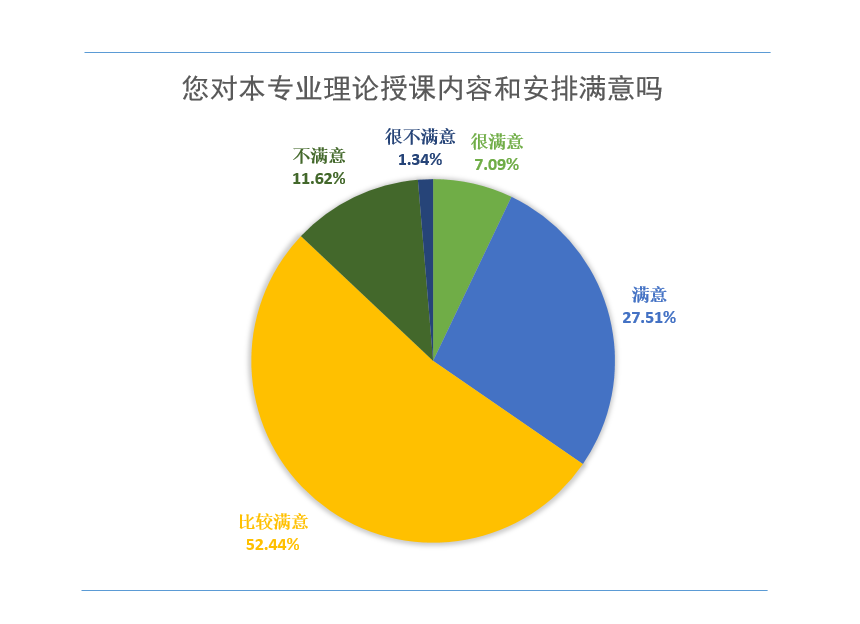 您对本专业理论授课内容和安排满意吗
很不满意
1.34%
很满意
7.09%
不满意
11.62%
满意
27.51%
比较满意
52.44%